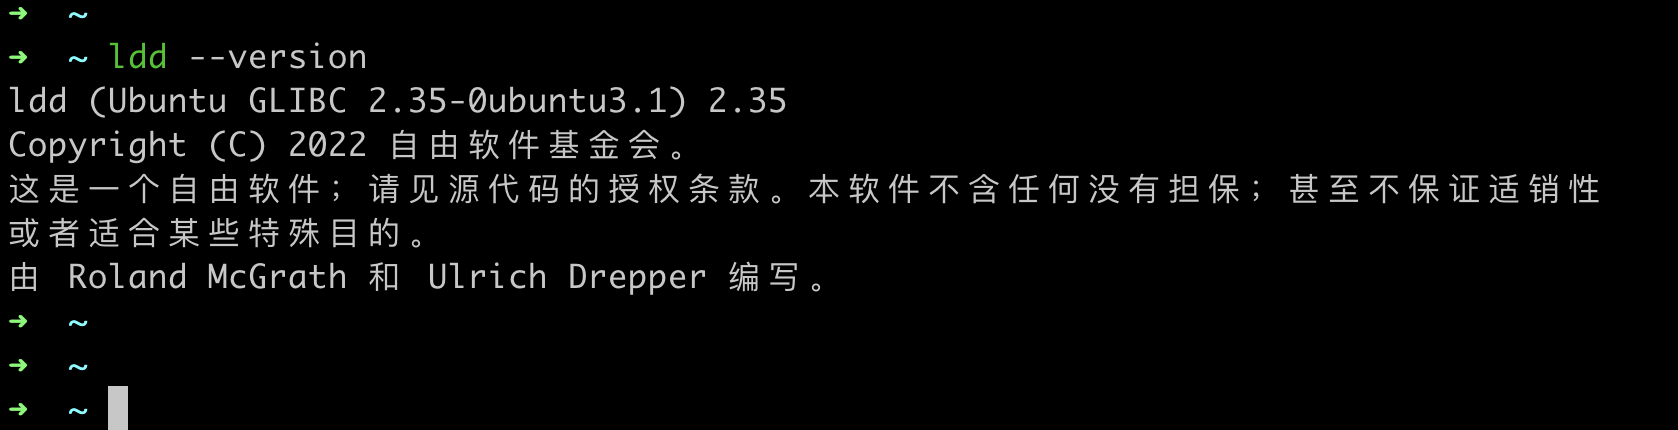 ➜ ~
➜ ~ ldd --version
ldd (Ubuntu GLIBC 2.35-0ubuntu3.1) 2.35
Copyright (C) 2022 自由软件基金会。
这是一个自由软件；请见源代码的授权条款。本软件不含任何没有担保；甚至不保证适销性
或者适合某些特殊目的。
由 Roland McGrath 和 Ulrich Drepper 编写。
➜ ~
➜ ~
➜ ~